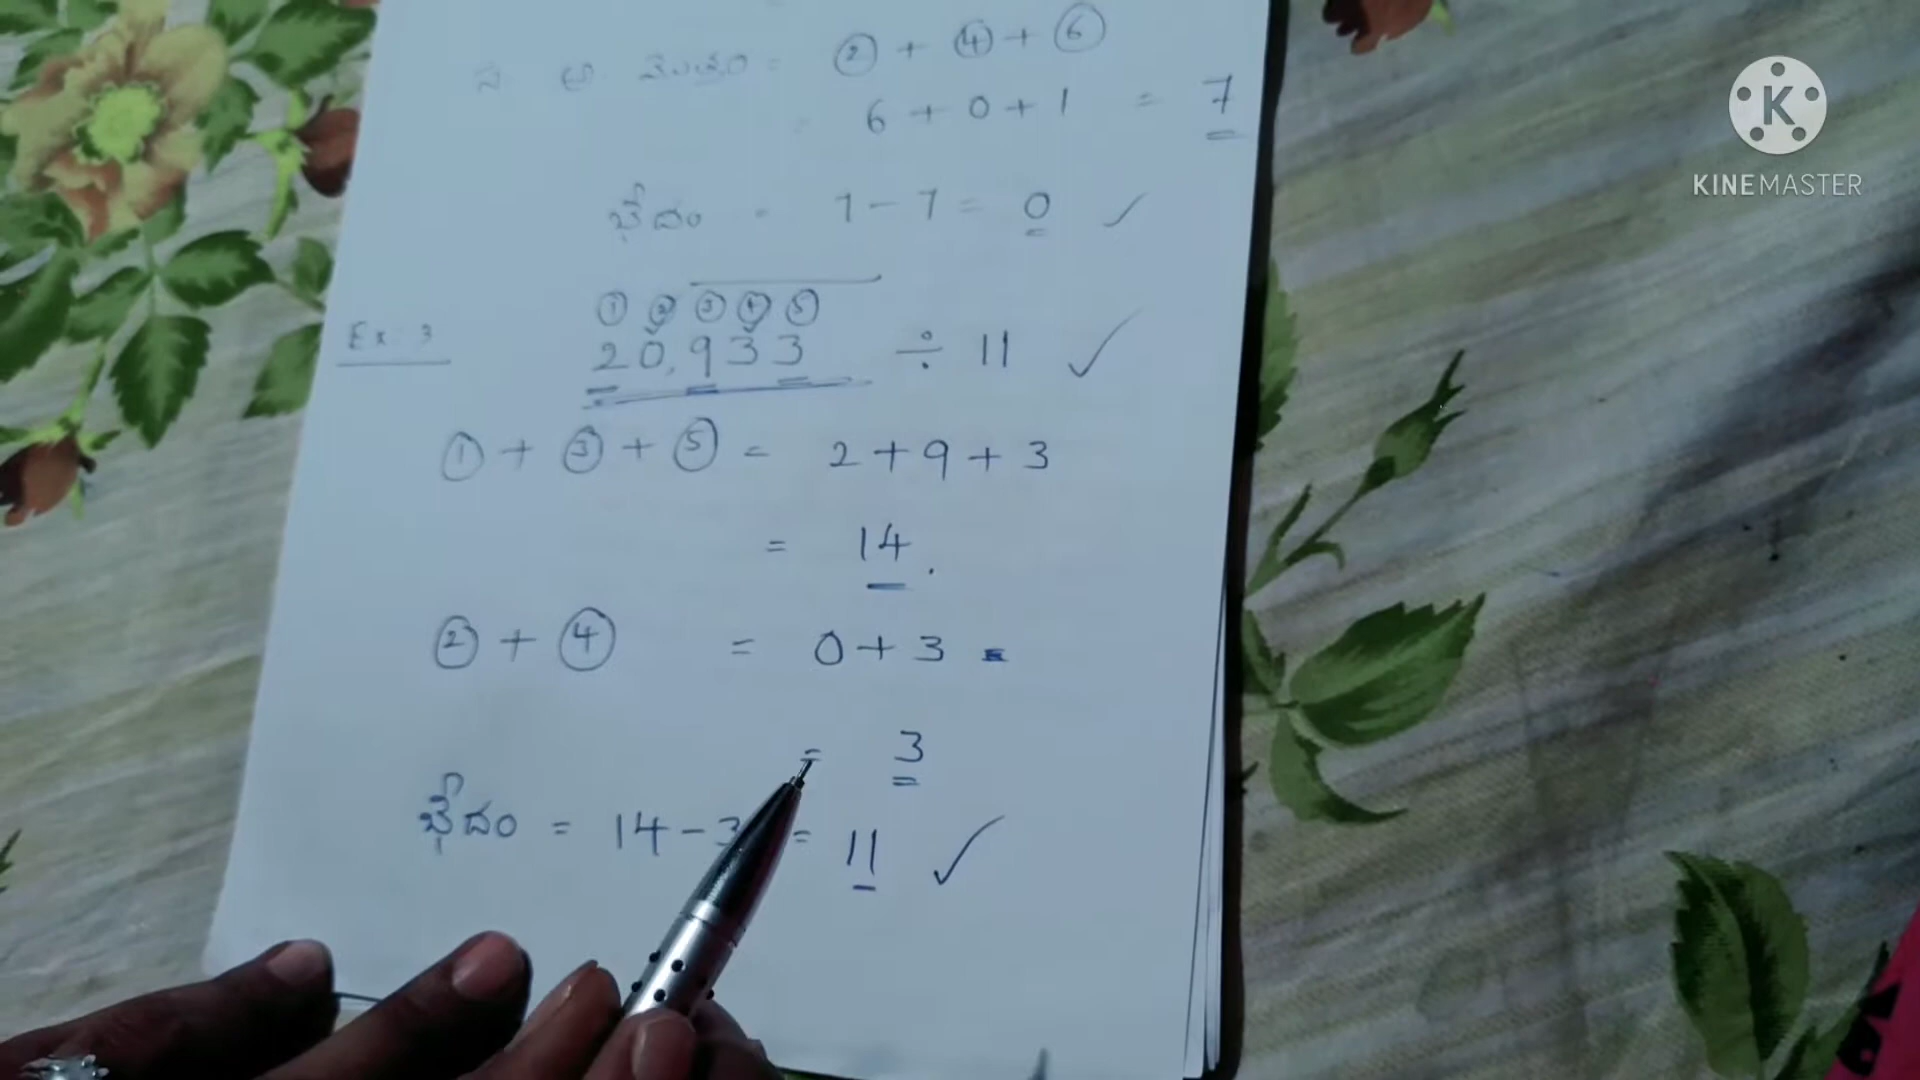 ② + ④ + ⑥
6 + 0 + 1 = 7
భేదం = 7 - 7 = 0 ✓
① ② ③ ④ ⑤
Ex 3 20,933 ÷ 11 ✓
① + ③ + ⑤ = 2 + 9 + 3
= 14.
② + ④ = 0 + 3 =
= 3
భేదం = 14 - 3 = 11 ✓
K
KINEMASTER